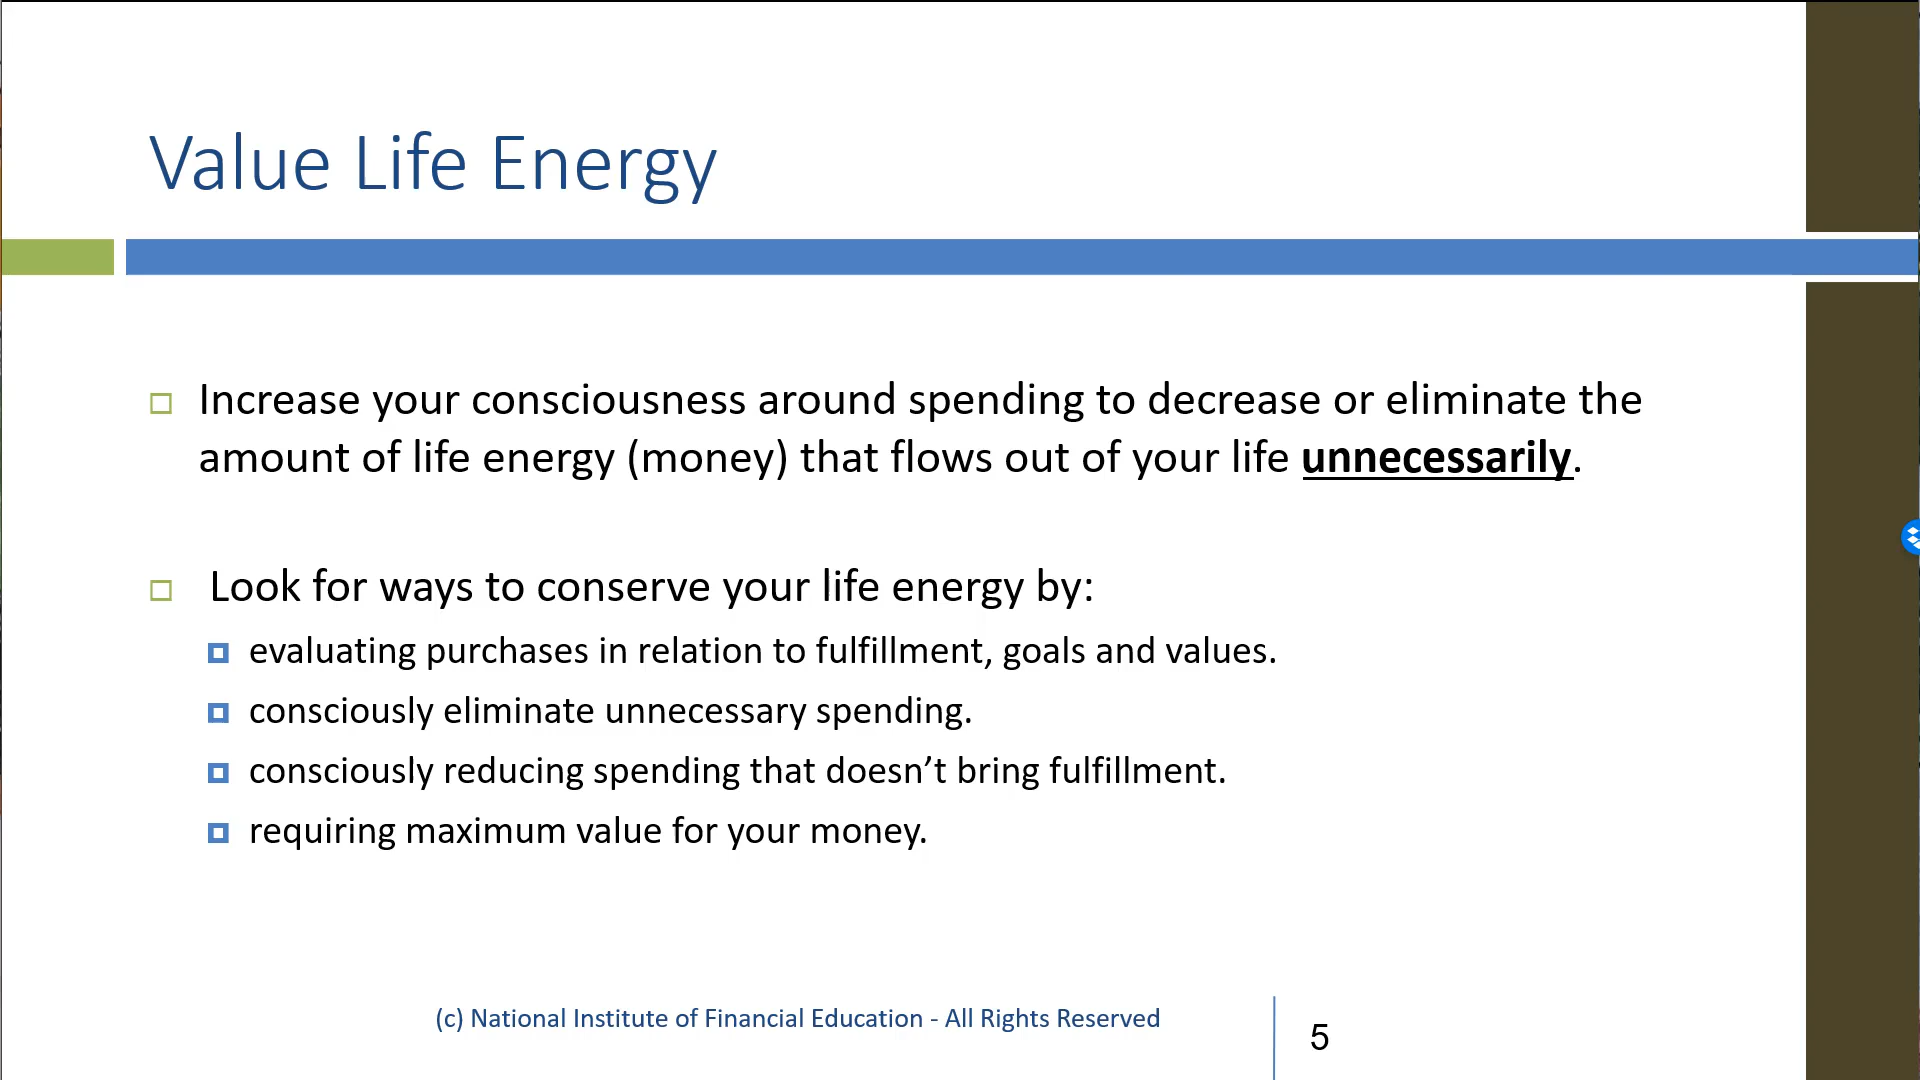 Value Life Energy
Increase your consciousness around spending to decrease or eliminate the
amount of life energy (money) that flows out of your life unnecessarily.
Look for ways to conserve your life energy by:
evaluating purchases in relation to fulfillment, goals and values.
consciously eliminate unnecessary spending.
consciously reducing spending that doesn’t bring fulfillment.
requiring maximum value for your money.
(c) National Institute of Financial Education - All Rights Reserved
5